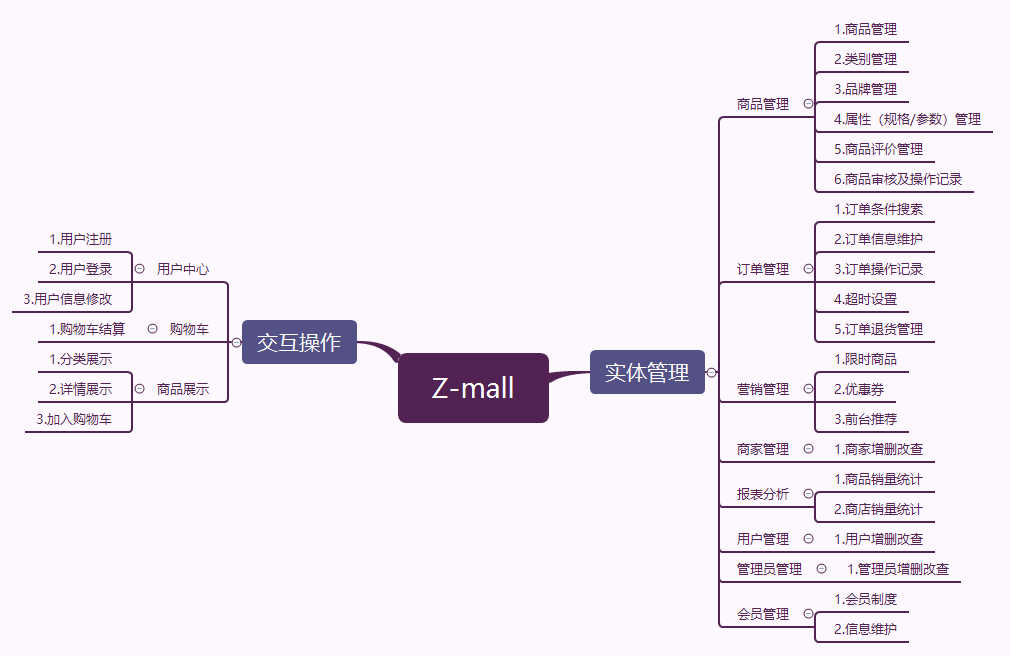 Z-mall
交互操作
用户中心
1.用户注册
2.用户登录
3.用户信息修改
购物车
1.购物车结算
商品展示
1.分类展示
2.详情展示
3.加入购物车
实体管理
商品管理
1.商品管理
2.类别管理
3.品牌管理
4.属性（规格/参数）管理
5.商品评价管理
6.商品审核及操作记录
订单管理
1.订单条件搜索
2.订单信息维护
3.订单操作记录
4.超时设置
5.订单退货管理
营销管理
1.限时商品
2.优惠券
3.前台推荐
商家管理
1.商家增删改查
报表分析
1.商品销量统计
2.商店销量统计
用户管理
1.用户增删改查
管理员管理
1.管理员增删改查
会员管理
1.会员制度
2.信息维护